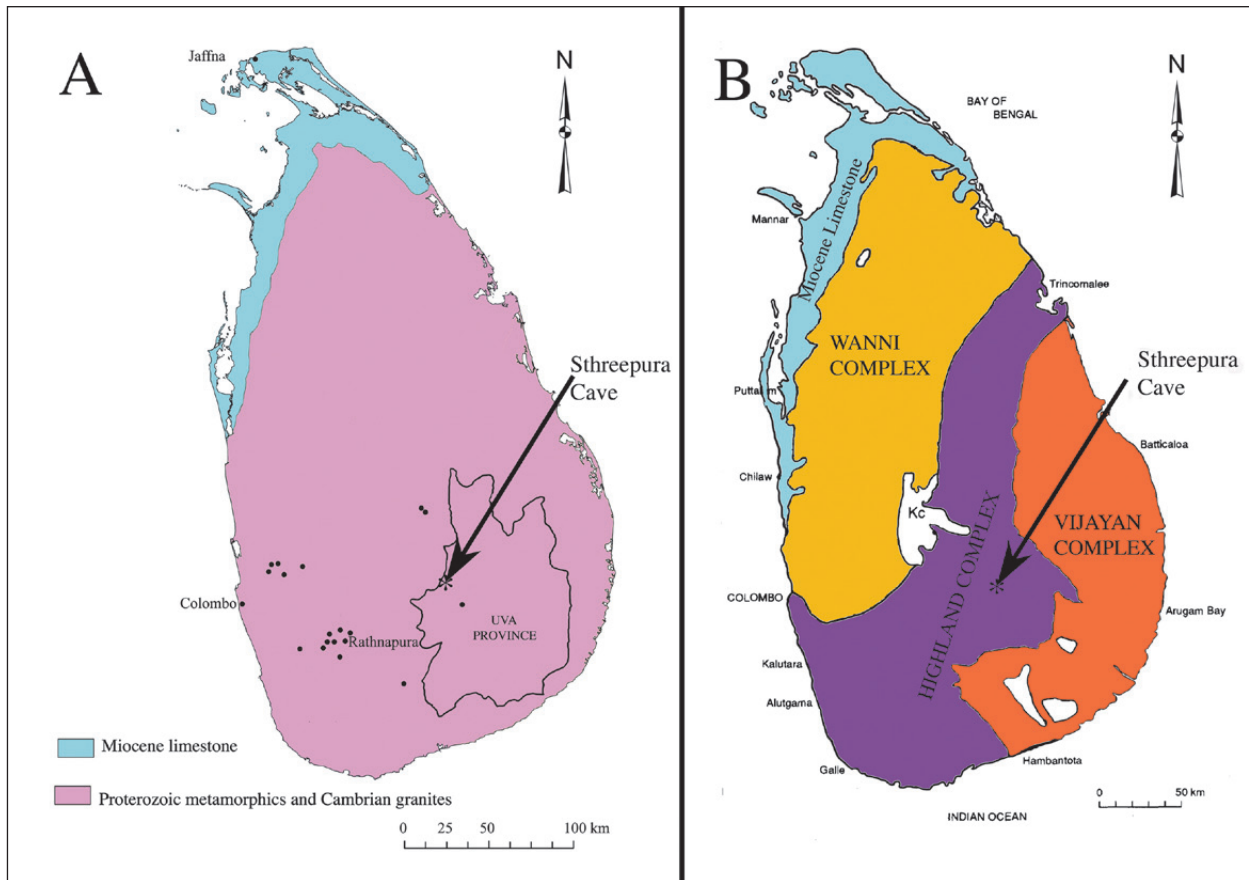 A
Jaffna
N
Sthreepura
Cave
Colombo
Rathnapura
UVA
PROVINCE
Miocene limestone
Proterozoic metamorphics and Cambrian granites
0 25 50 100 km
B
BAY OF
BENGAL
N
Mannar
Miocene Limestone
Trincomalee
WANNI
COMPLEX
Sthreepura
Cave
Puttalam
Batticaloa
Chilaw
Kc
VIJAYAN
COMPLEX
HIGHLAND COMPLEX
COLOMBO
Arugam Bay
Kalutara
Alutgama
Galle
Hambantota
0 50 km
INDIAN OCEAN